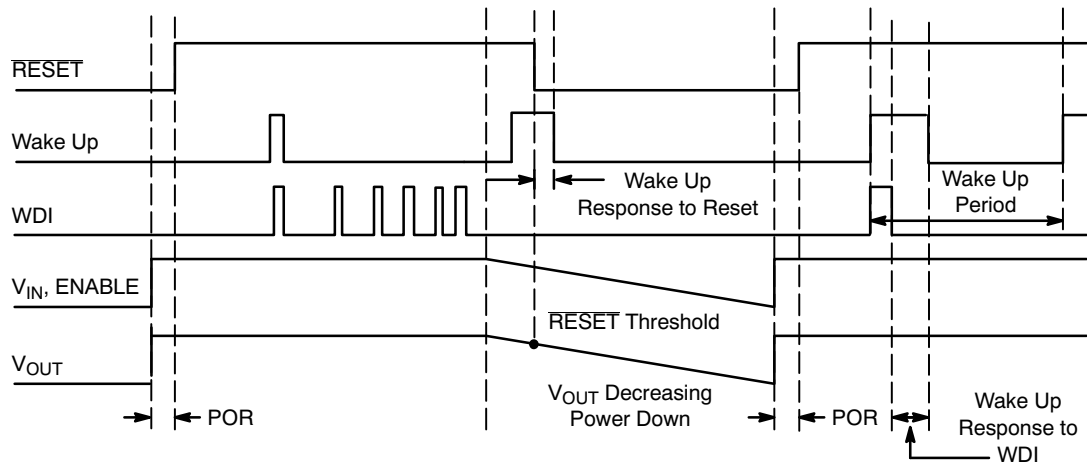 RESET
Wake Up
Wake Up
Response to Reset
Wake Up
Period
WDI
VIN, ENABLE
RESET Threshold
VOUT
VOUT Decreasing
Power Down
POR
POR
Wake Up
Response to
WDI